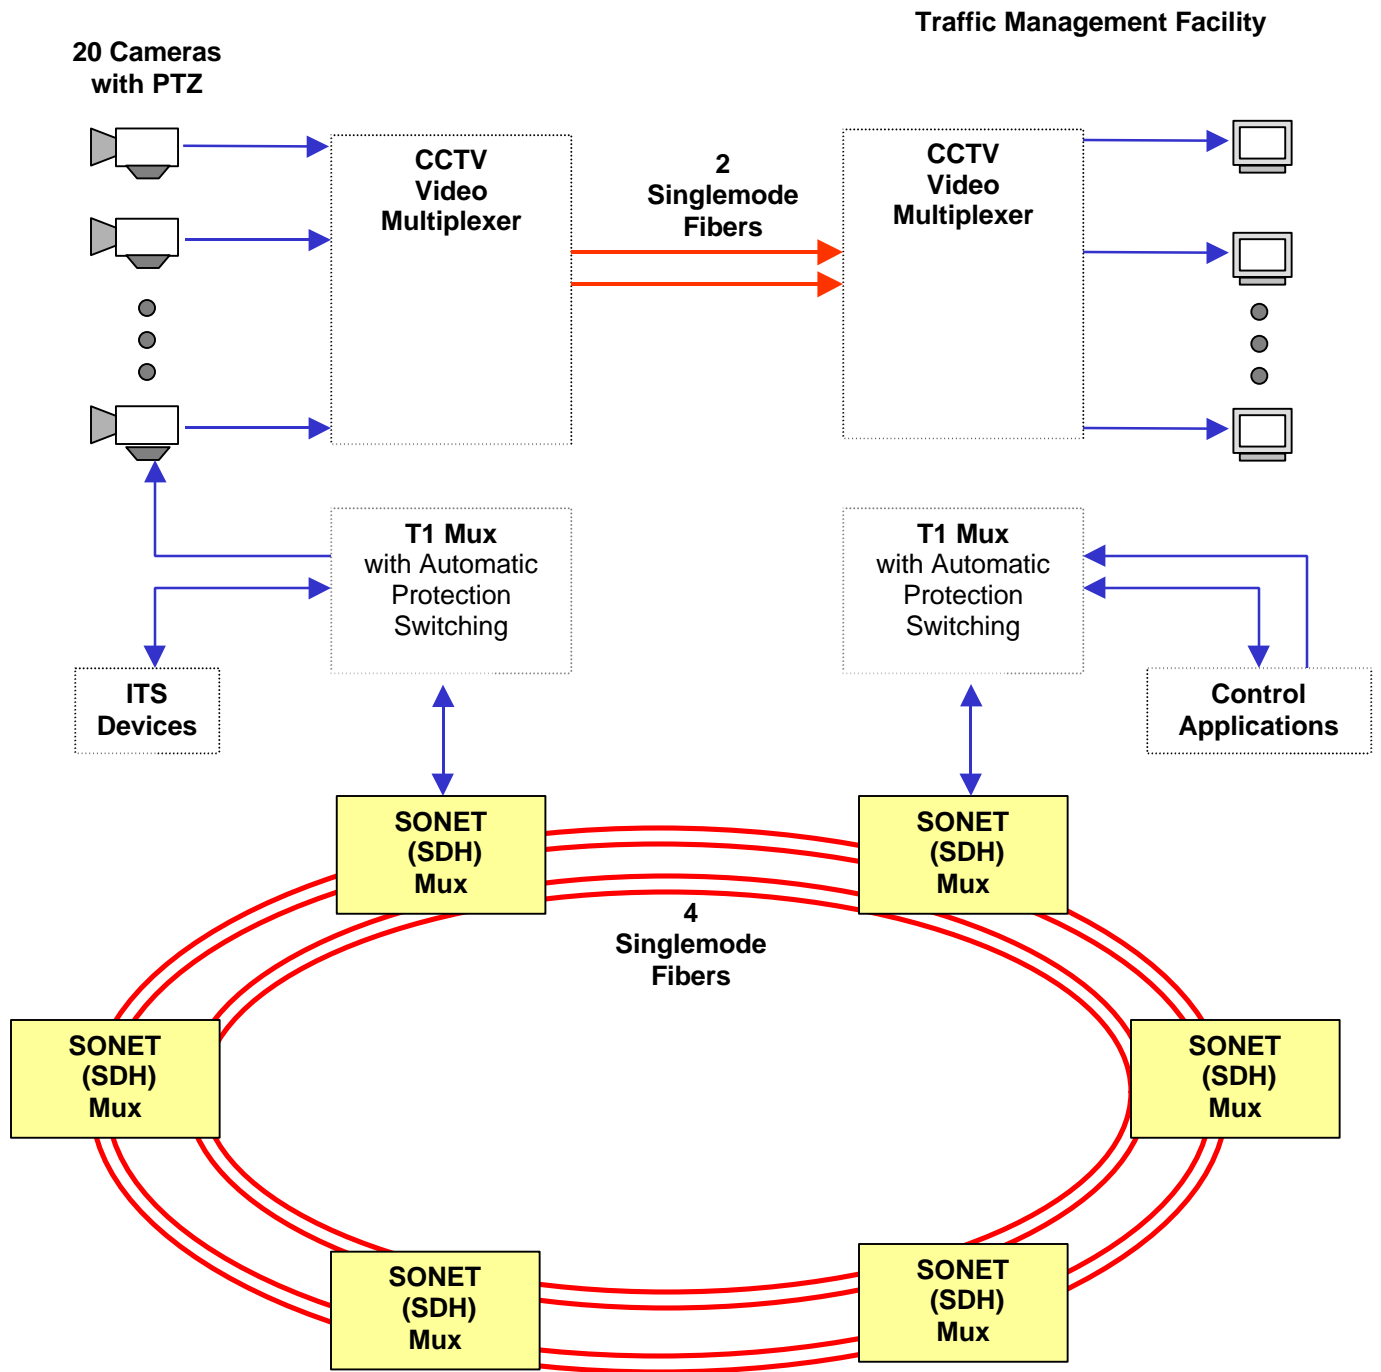 Traffic Management Facility
20 Cameras
with PTZ
CCTV
Video
Multiplexer
2
Singlemode
Fibers
CCTV
Video
Multiplexer
T1 Mux
with Automatic
Protection
Switching
T1 Mux
with Automatic
Protection
Switching
ITS
Devices
Control
Applications
SONET
(SDH)
Mux
SONET
(SDH)
Mux
4
Singlemode
Fibers
SONET
(SDH)
Mux
SONET
(SDH)
Mux
SONET
(SDH)
Mux
SONET
(SDH)
Mux